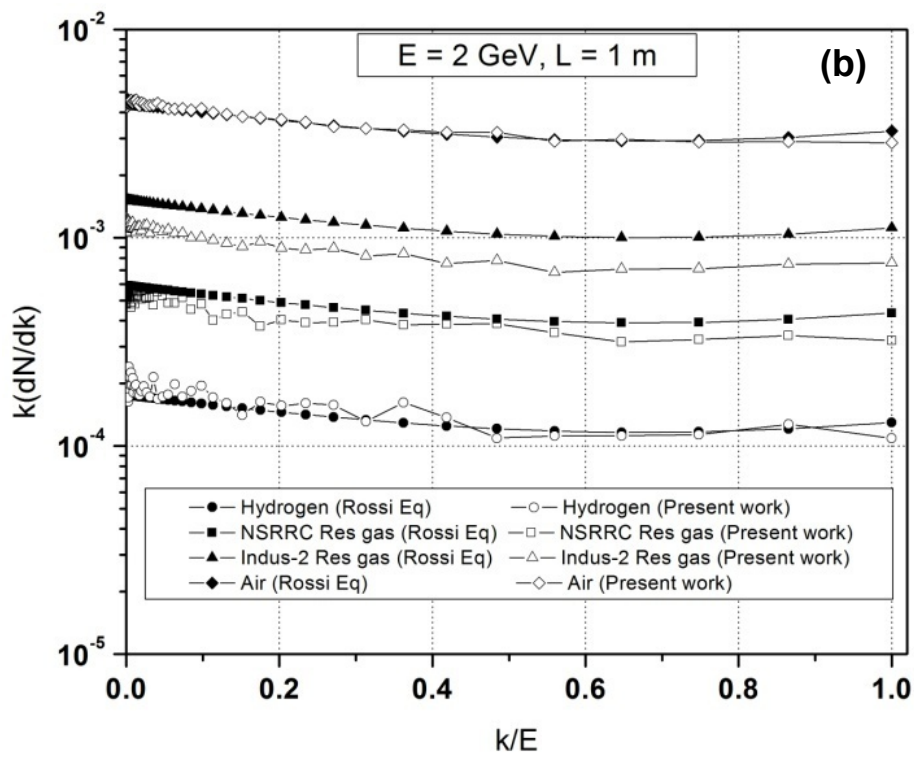 10⁻²
E = 2 GeV, L = 1 m
(b)
10⁻³
k(dN/dk)
10⁻⁴
Hydrogen (Rossi Eq) Hydrogen (Present work)
NSRRC Res gas (Rossi Eq) NSRRC Res gas (Present work)
Indus-2 Res gas (Rossi Eq) Indus-2 Res gas (Present work)
Air (Rossi Eq) Air (Present work)
10⁻⁵
0.0 0.2 0.4 0.6 0.8 1.0
k/E